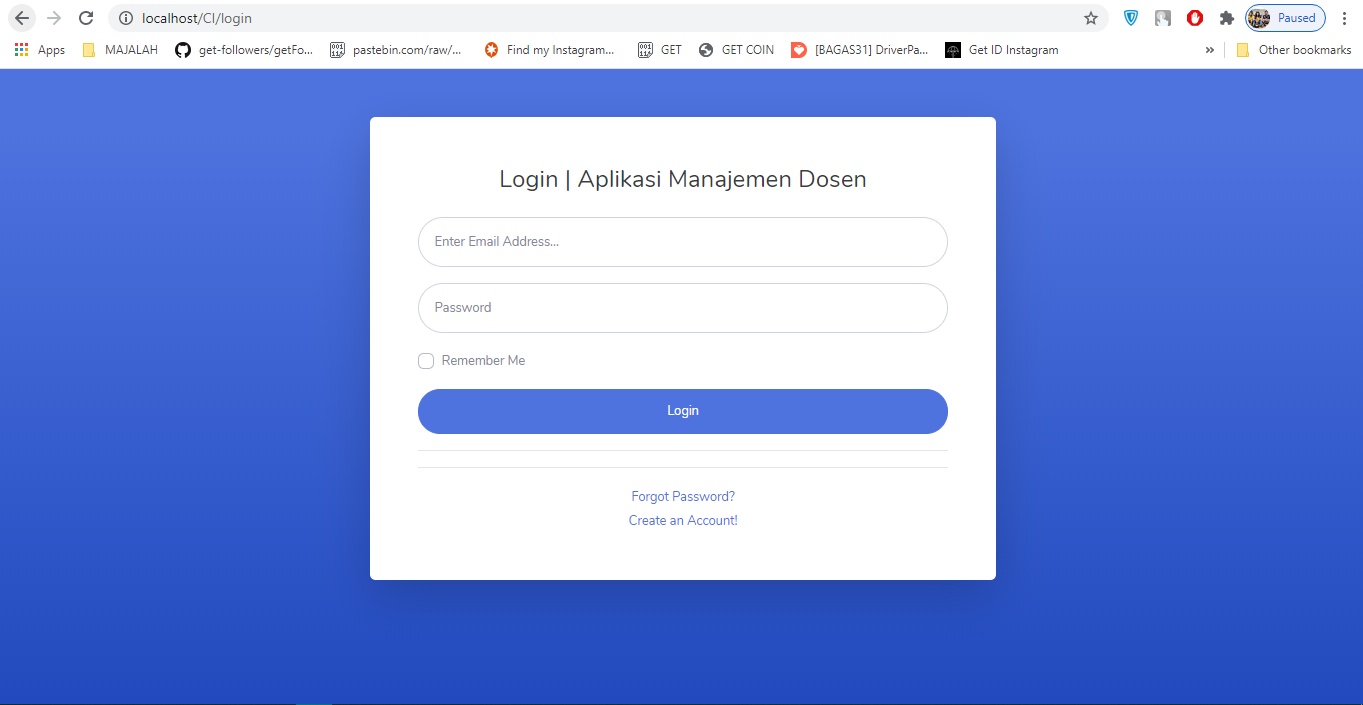 localhost/CI/login
Paused
Apps
MAJALAH
get-followers/getFo...
pastebin.com/raw/...
Find my Instagram...
GET
GET COIN
[BAGAS31] DriverPa...
Get ID Instagram
»
Other bookmarks
Login | Aplikasi Manajemen Dosen
Enter Email Address...
Password
Remember Me
Login
Forgot Password?
Create an Account!